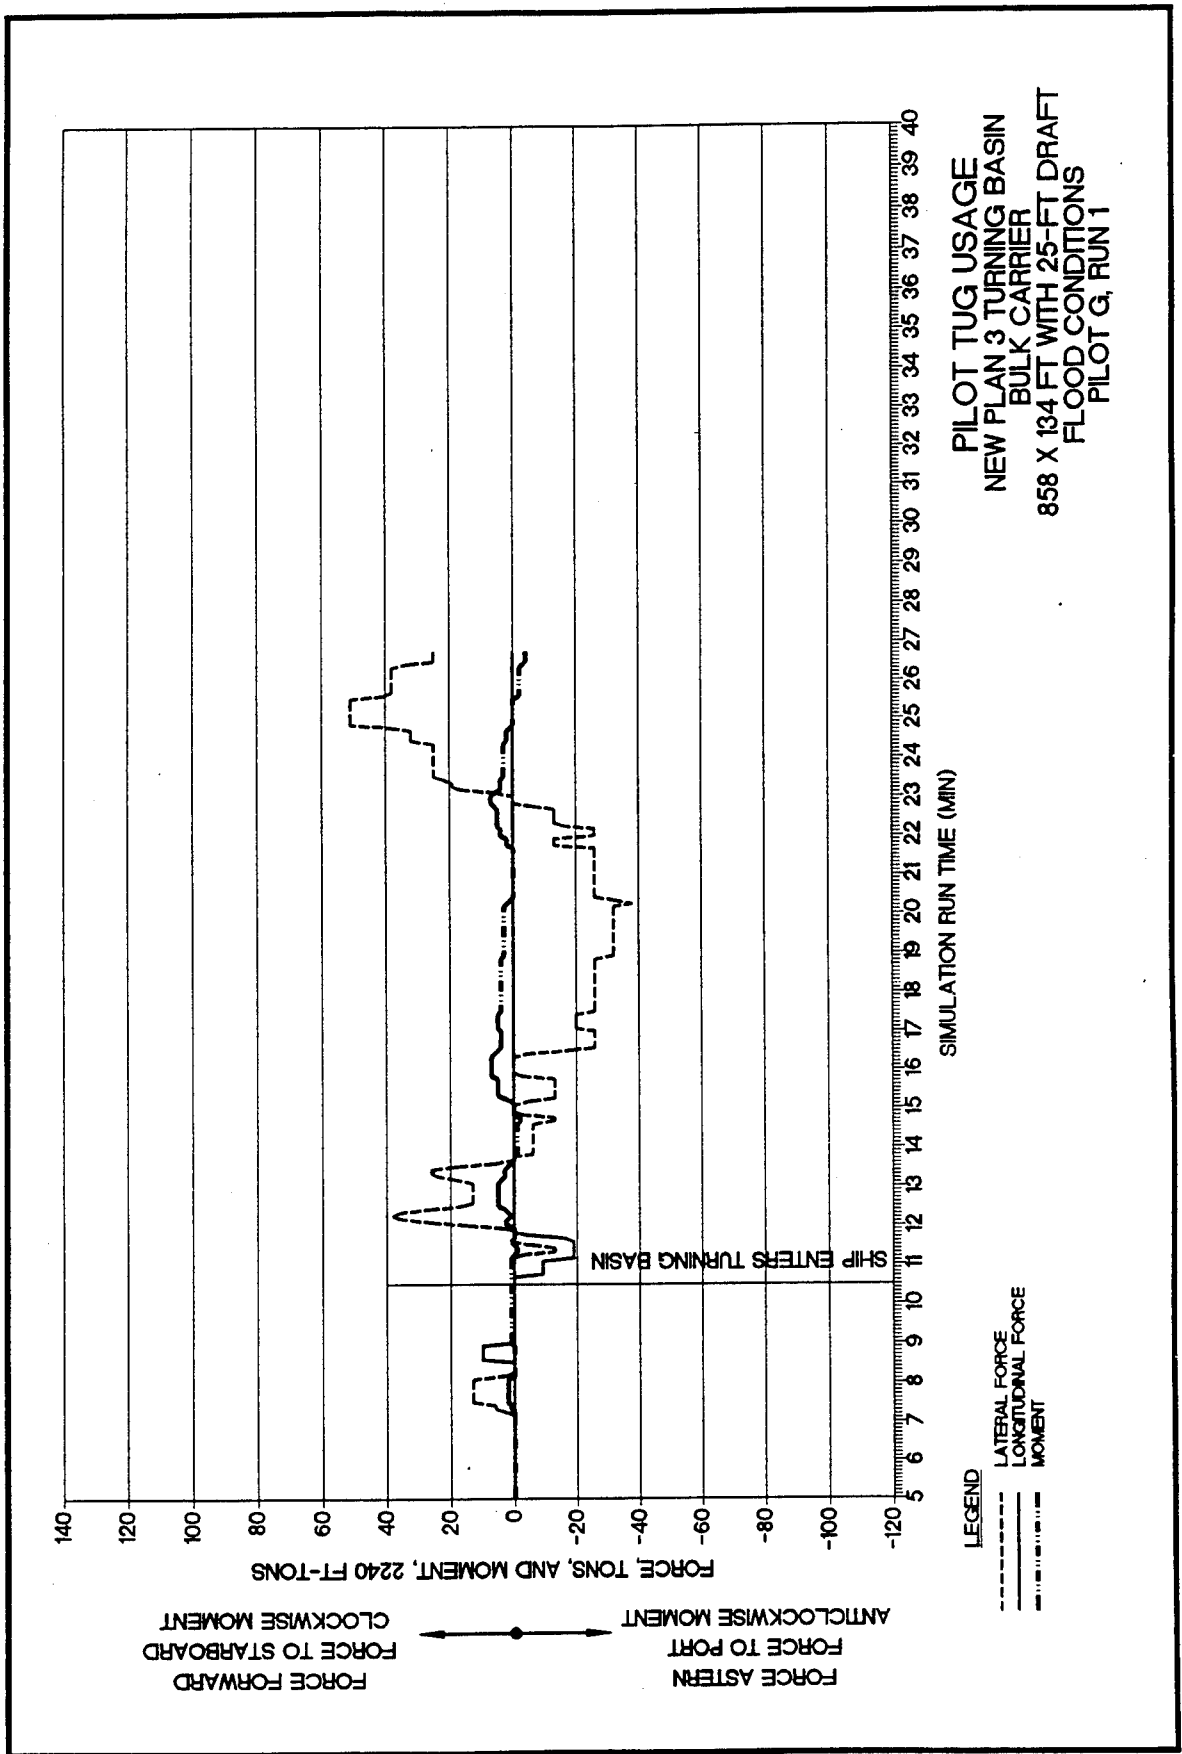 FORCE FORWARD
FORCE TO STARBOARD
CLOCKWISE MOMENT
FORCE ASTERN
FORCE TO PORT
ANTICLOCKWISE MOMENT
FORCE, TONS, AND MOMENT, 2240 FT-TONS
140
120
100
80
60
40
20
0
-20
-40
-60
-80
-100
-120
SHIP ENTERS TURNING BASIN
5 6 7 8 9 10 11 12 13 14 15 16 17 18 19 20 21 22 23 24 25 26 27 28 29 30 31 32 33 34 35 36 37 38 39 40
SIMULATION RUN TIME (MIN)
LEGEND
LATERAL FORCE
LONGITUDINAL FORCE
MOMENT
PILOT TUG USAGE
NEW PLAN 3 TURNING BASIN
BULK CARRIER
858 X 134 FT WITH 25-FT DRAFT
FLOOD CONDITIONS
PILOT G, RUN 1